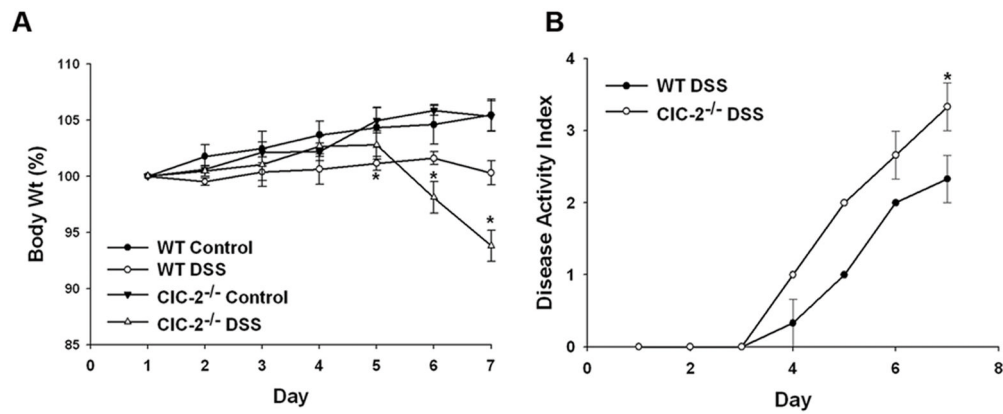 A
110
105
100
95
90
85
Body Wt (%)
WT Control
WT DSS
ClC-2-/- Control
ClC-2-/- DSS
*
*
*
0
1
2
3
4
5
6
7
Day
B
4
3
2
1
0
Disease Activity Index
WT DSS
ClC-2-/- DSS
*
0
2
4
6
8
Day